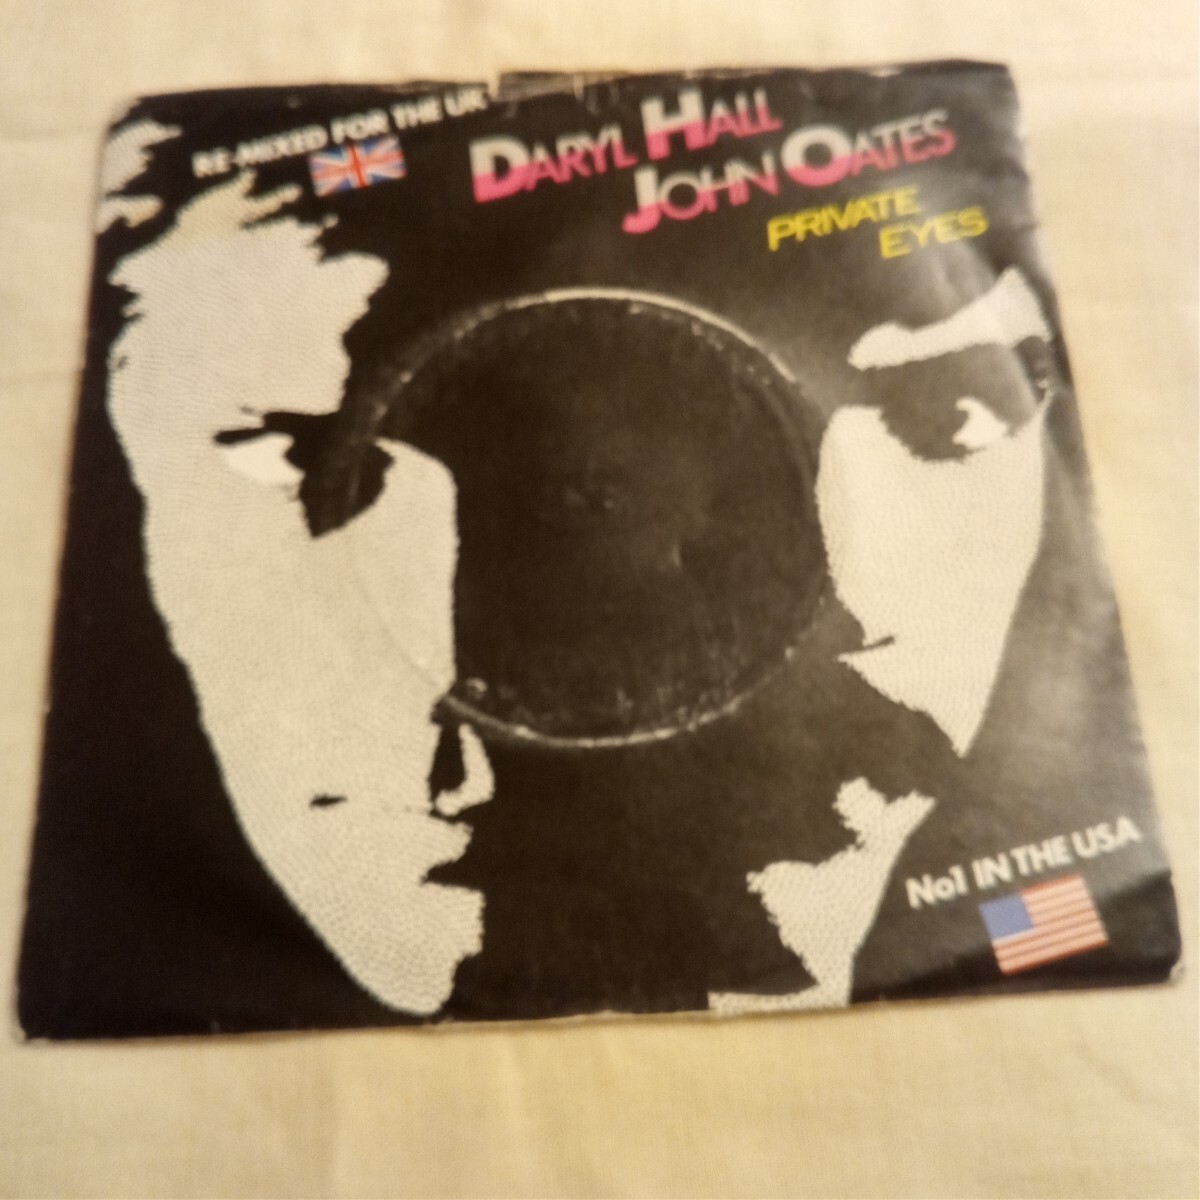 RE-MIXED FOR THE UK
DARYL HALL
JOHN OATES
PRIVATE
EYES
No1 IN THE USA